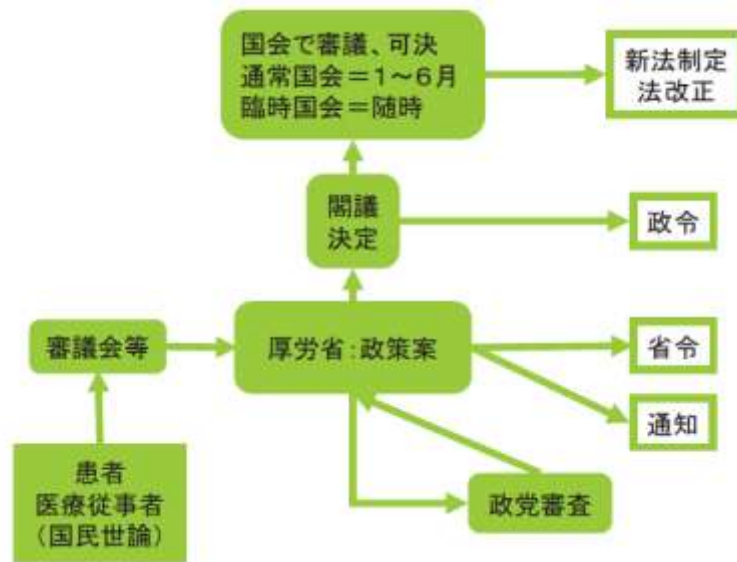 国会で審議、可決
通常国会＝１～６月
臨時国会＝随時
新法制定
法改正
閣議
決定
政令
審議会等
厚労省：政策案
省令
通知
患者
医療従事者
（国民世論）
政党審査